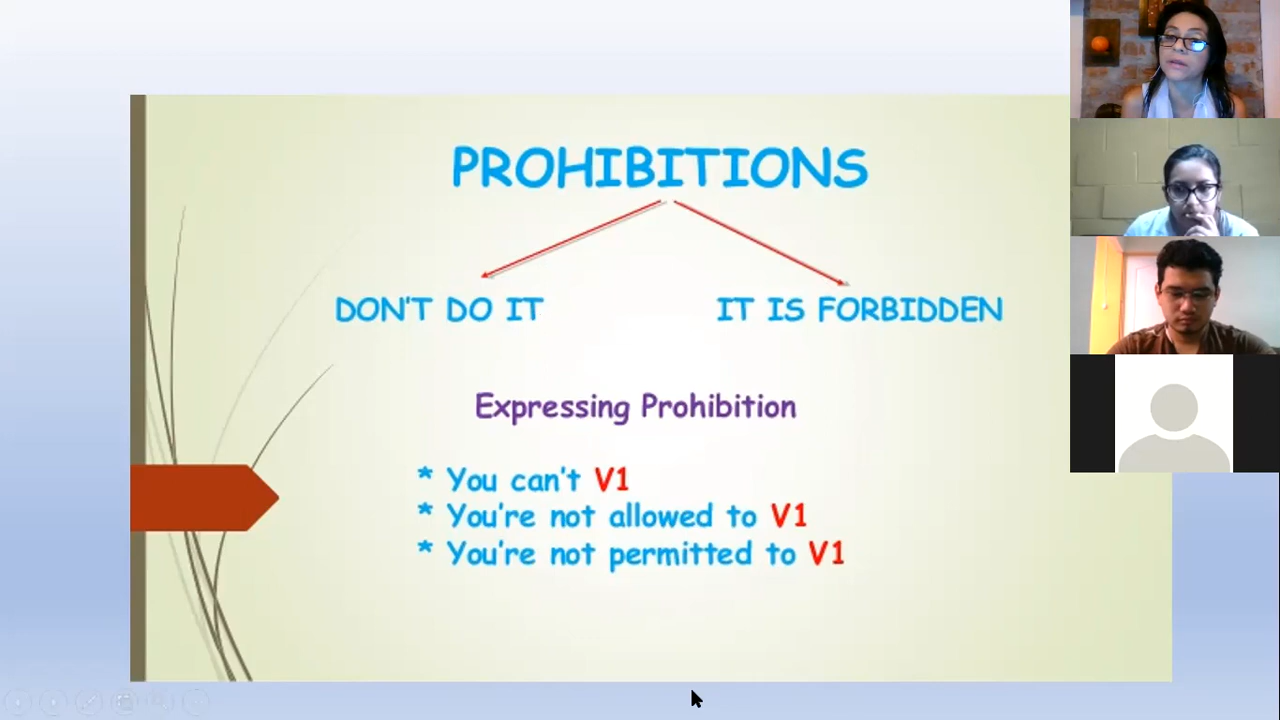 PROHIBITIONS
DON'T DO IT
IT IS FORBIDDEN
Expressing Prohibition
* You can't V1
* You're not allowed to V1
* You're not permitted to V1